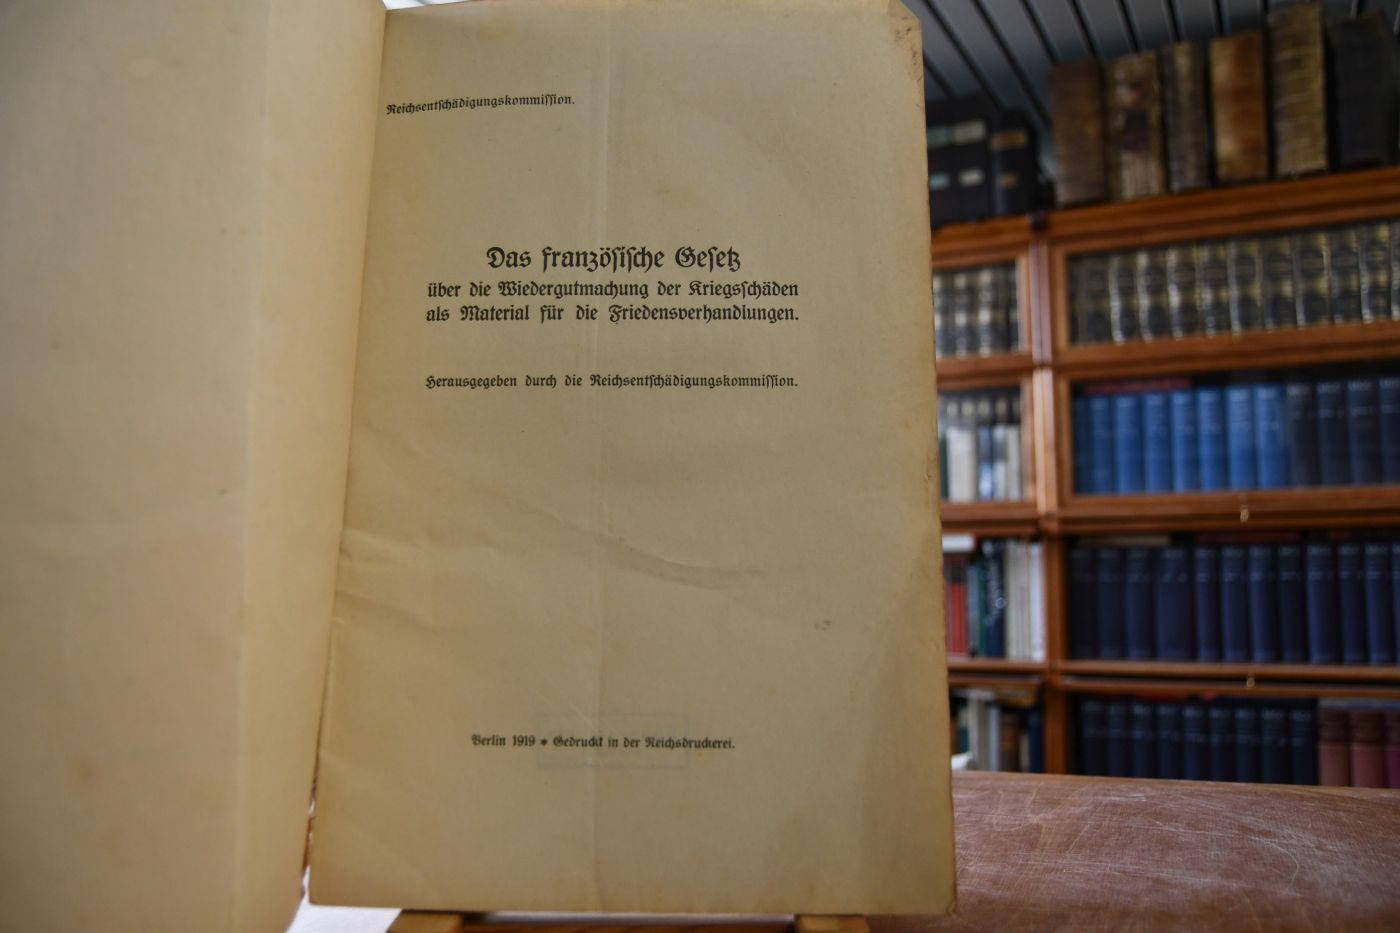 Reichsentschädigungskommission.
Das französische Gesetz
über die Wiedergutmachung der Kriegsschäden
als Material für die Friedensverhandlungen.
Herausgegeben durch die Reichsentschädigungskommission.
Berlin 1919 * Gedruckt in der Reichsdruckerei.